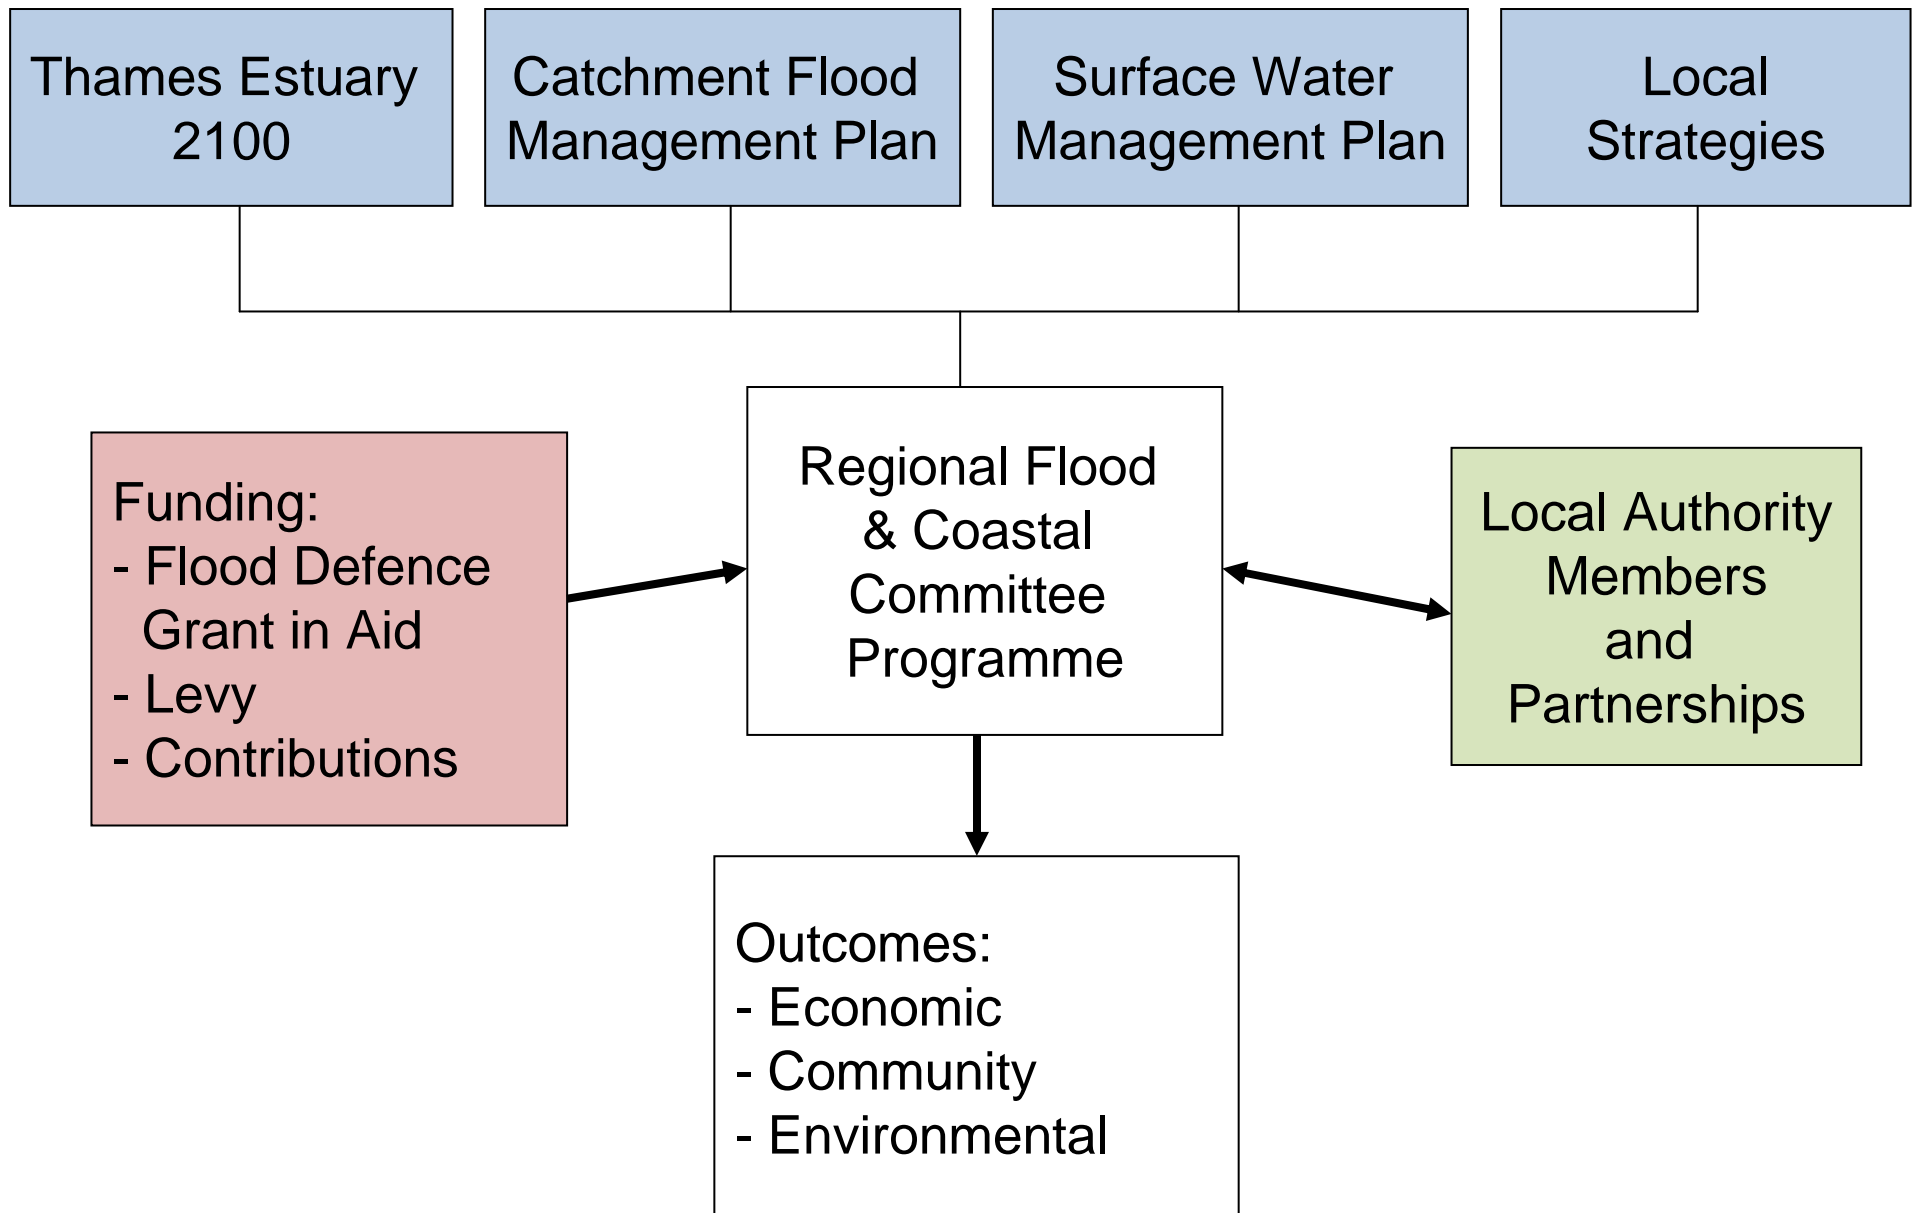 Thames Estuary
2100
Catchment Flood
Management Plan
Surface Water
Management Plan
Local
Strategies
Funding:
- Flood Defence
Grant in Aid
- Levy
- Contributions
Regional Flood
& Coastal
Committee
Programme
Local Authority
Members
and
Partnerships
Outcomes:
- Economic
- Community
- Environmental